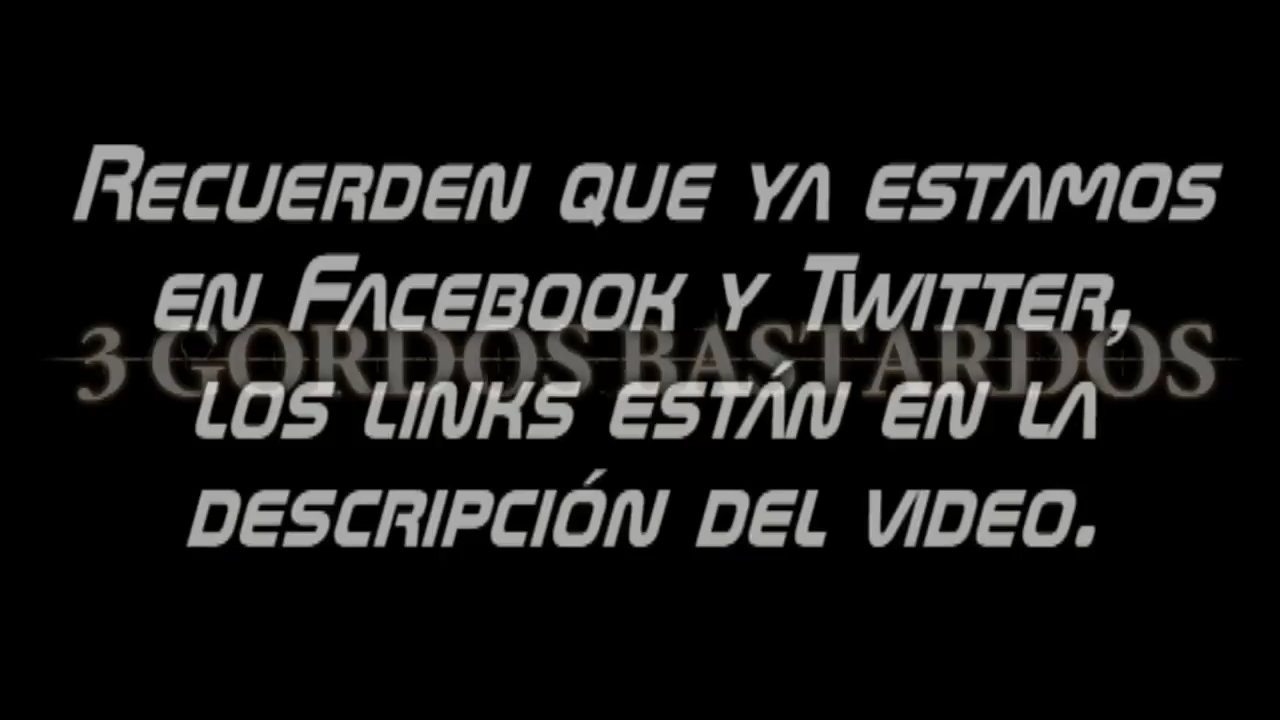 Recuerden que ya estamos
en Facebook y Twitter,
3 GORDOS BASTARDOS
los links están en la
descripción del video.